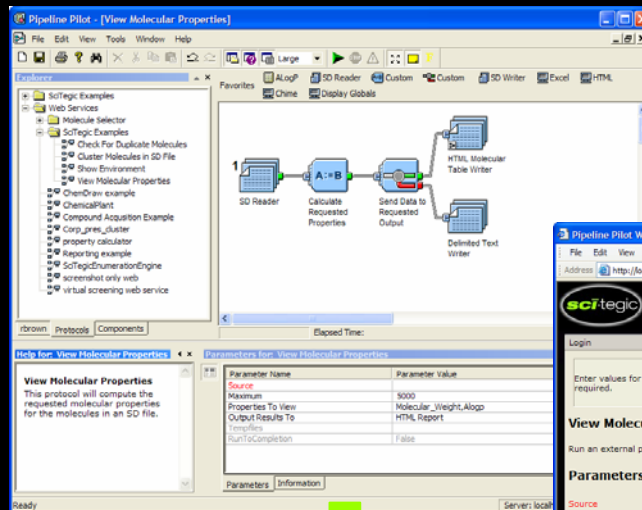 Pipeline Pilot - [View Molecular Properties]
File Edit View Tools Window Help
Large
Explorer
Favorites
ALogP SD Reader Custom Custom SD Writer Excel HTML
Chime Display Globals
SciTegic Examples
Web Services
Molecule Selector
SciTegic Examples
Check For Duplicate Molecules
Cluster Molecules in SD File
Show Environment
View Molecular Properties
ChemDraw example
ChemicalPlant
Compound Acqusition Example
Corp_pres_cluster
property calculator
Reporting example
SciTegicEnumerationEngine
screenshot only web
virtual screening web service
rbrown Protocols Components
1
SD Reader
A:=B
Calculate Requested Properties
Send Data to Requested Output
HTML Molecular Table Writer
Delimited Text Writer
Elapsed Time:
Help for: View Molecular Properties
View Molecular Properties
This protocol will compute the
requested molecular properties
for the molecules in an SD file.
Parameters for: View Molecular Properties
Parameter Name Parameter Value
Source
Maximum 5000
Properties To View Molecular_Weight,Alogp
Output Results To HTML Report
Tempfiles
RunToCompletion False
Parameters Information
Ready
Server: localh
Pipeline Pilot W
File Edit View
Address http://lo
scitegic
Login
Enter values for
required.
View Molecu
Run an external p
Parameters
Source